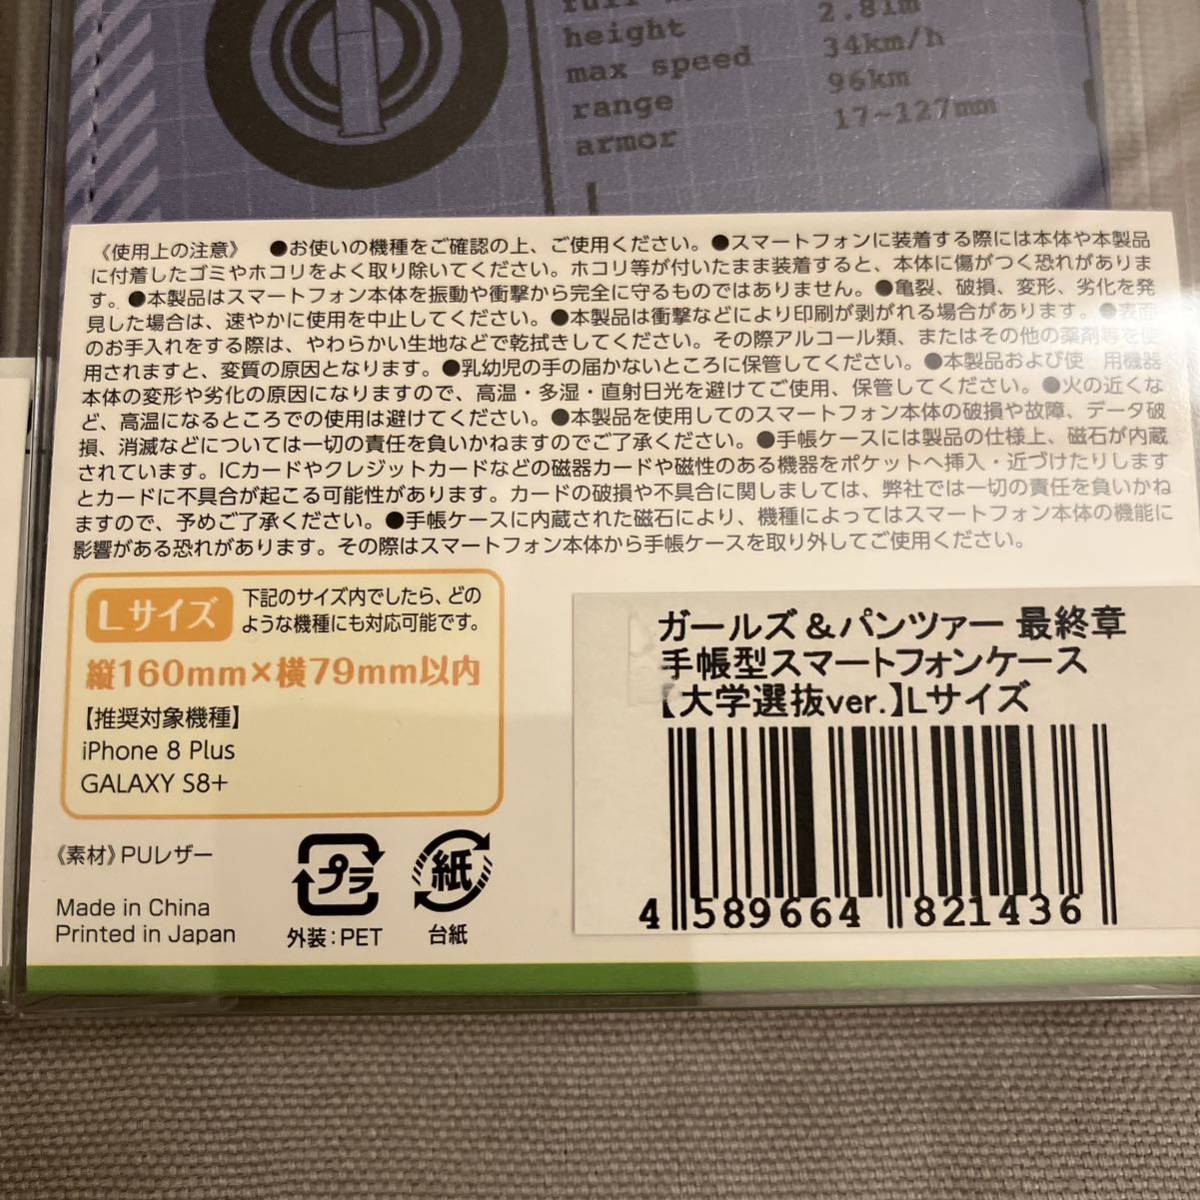 height 2.81m
max speed 34km/h
range 96km
armor 17~127mm
《使用上の注意》 ●お使いの機種をご確認の上、ご使用ください。●スマートフォンに装着する際には本体や本製品
に付着したゴミやホコリをよく取り除いてください。ホコリ等が付いたまま装着すると、本体に傷がつく恐れがありま
す。●本製品はスマートフォン本体を振動や衝撃から完全に守るものではありません。●亀裂、破損、変形、劣化を発
見した場合は、速やかに使用を中止してください。●本製品は衝撃などにより印刷が剥がれる場合があります。●表面
のお手入れをする際は、やわらかい生地などで乾拭きしてください。その際アルコール類、またはその他の薬剤等を使
用されますと、変質の原因となります。●乳幼児の手の届かないところに保管してください。●本製品および使 用機器
本体の変形や劣化の原因になりますので、高温・多湿・直射日光を避けてご使用、保管してください。●火の近くな
ど、高温になるところでの使用は避けてください。●本製品を使用してのスマートフォン本体の破損や故障、データ破
損、消滅などについては一切の責任を負いかねますのでご了承ください。●手帳ケースには製品の仕様上、磁石が内蔵
されています。ICカードやクレジットカードなどの磁器カードや磁性のある機器をポケットへ挿入・近づけたりします
とカードに不具合が起こる可能性があります。カードの破損や不具合に関しましては、弊社では一切の責任を負いかね
ますので、予めご了承ください。●手帳ケースに内蔵された磁石により、機種によってはスマートフォン本体の機能に
影響がある恐れがあります。その際はスマートフォン本体から手帳ケースを取り外してご使用ください。
Lサイズ 下記のサイズ内でしたら、どの
ような機種にも対応可能です。
縦160mm×横79mm以内
【推奨対象機種】
iPhone 8 Plus
GALAXY S8+
《素材》PUレザー
Made in China
Printed in Japan
プラ
外装：PET
紙
台紙
ガールズ＆パンツァー 最終章
手帳型スマートフォンケース
【大学選抜ver.】Lサイズ
4 589664 821436